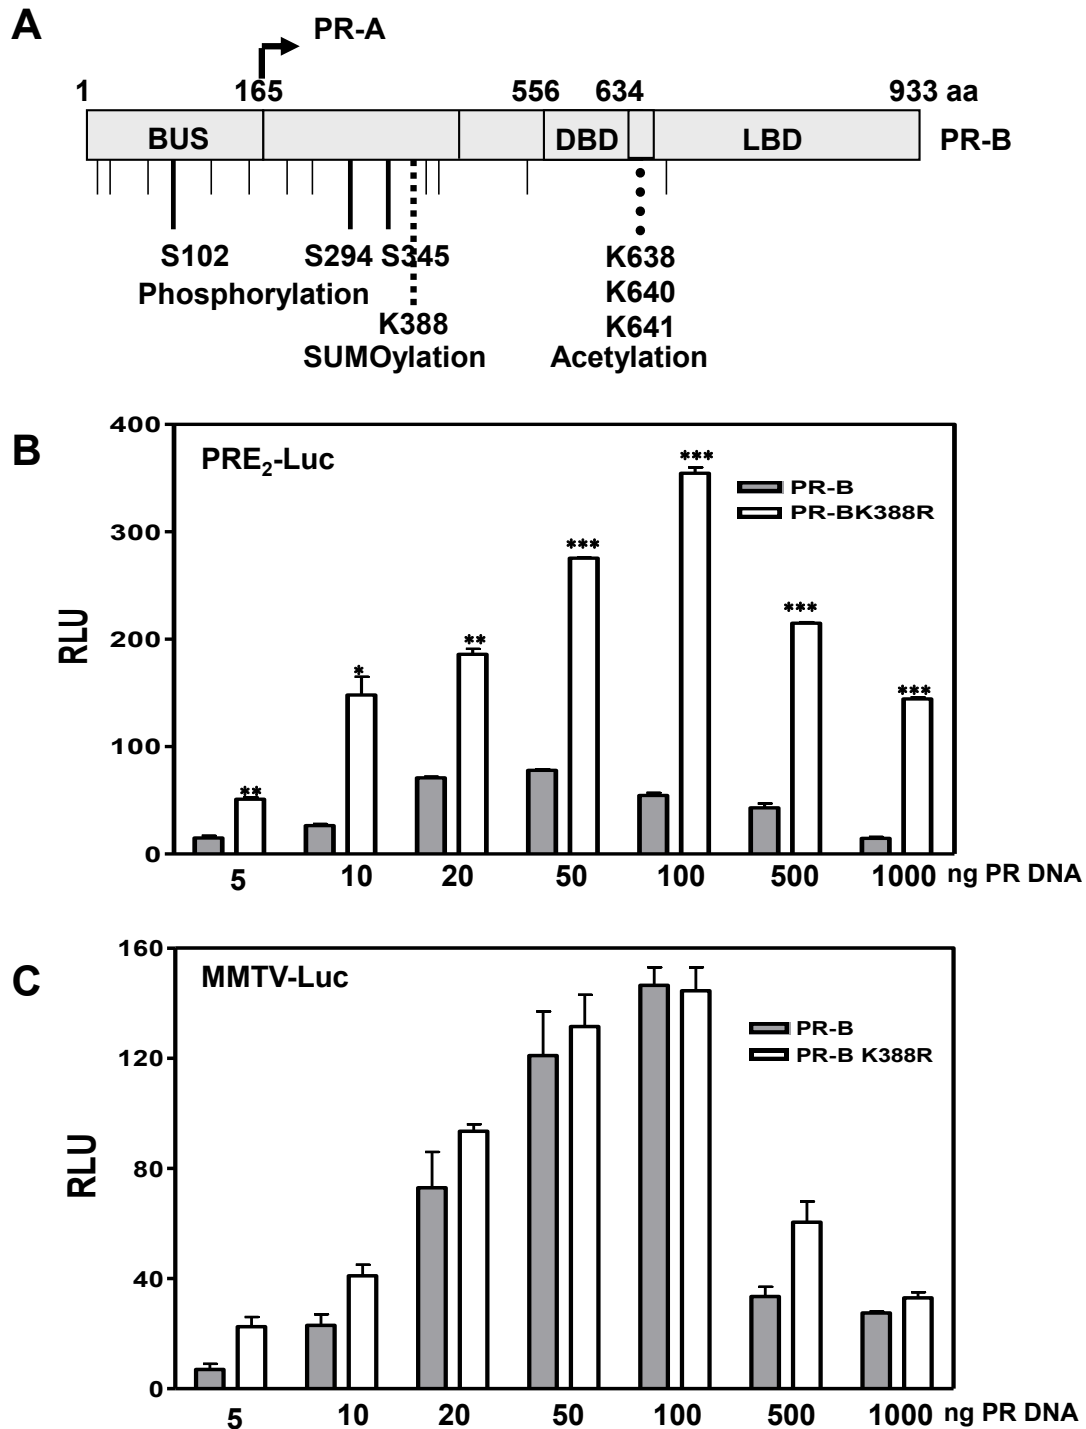 A
PR-A
1 165 556 634 933 aa
BUS DBD LBD PR-B
S102 S294 S345 K638
Phosphorylation K640
K388 K641
SUMOylation Acetylation
B
400
PRE2-Luc
***
PR-B
PR-BK388R
300
***
***
RLU
200
**
*
***
100
**
0
5 10 20 50 100 500 1000 ng PR DNA
C
160
MMTV-Luc
PR-B
PR-B K388R
120
RLU
80
40
0
5 10 20 50 100 500 1000 ng PR DNA